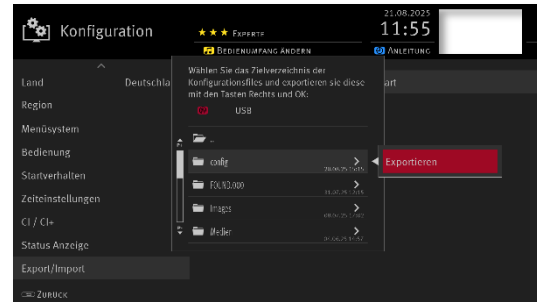 Konfiguration
★ ★ ★ EXPERTE
BEDIENUMFANG ÄNDERN
21.08.2025
11:55
ANLEITUNG
Land
Deutschla
Region
Menüsystem
Bedienung
Startverhalten
Zeiteinstellungen
CI / CI+
Status Anzeige
Export/Import
ZURÜCK
Wählen Sie das Zielverzeichnis der
Konfigurationsfiles und exportieren sie diese
mit den Tasten Rechts und OK:
USB
..
config
FOUND.000
Images
Medier
art
Exportieren